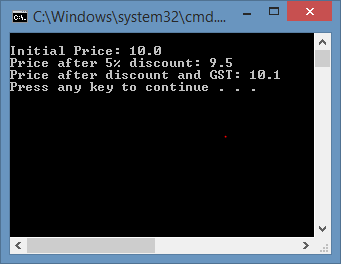 C:\Windows\system32\cmd....
Initial Price: 10.0
Price after 5% discount: 9.5
Price after discount and GST: 10.1
Press any key to continue . . .